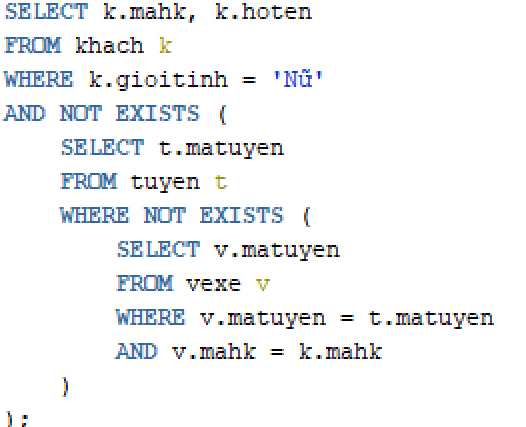 SELECT k.mahk, k.hoten
FROM khach k
WHERE k.gioitinh = 'Nữ'
AND NOT EXISTS (
    SELECT t.matuyen
    FROM tuyen t
    WHERE NOT EXISTS (
        SELECT v.matuyen
        FROM vexe v
        WHERE v.matuyen = t.matuyen
        AND v.mahk = k.mahk
    )
);